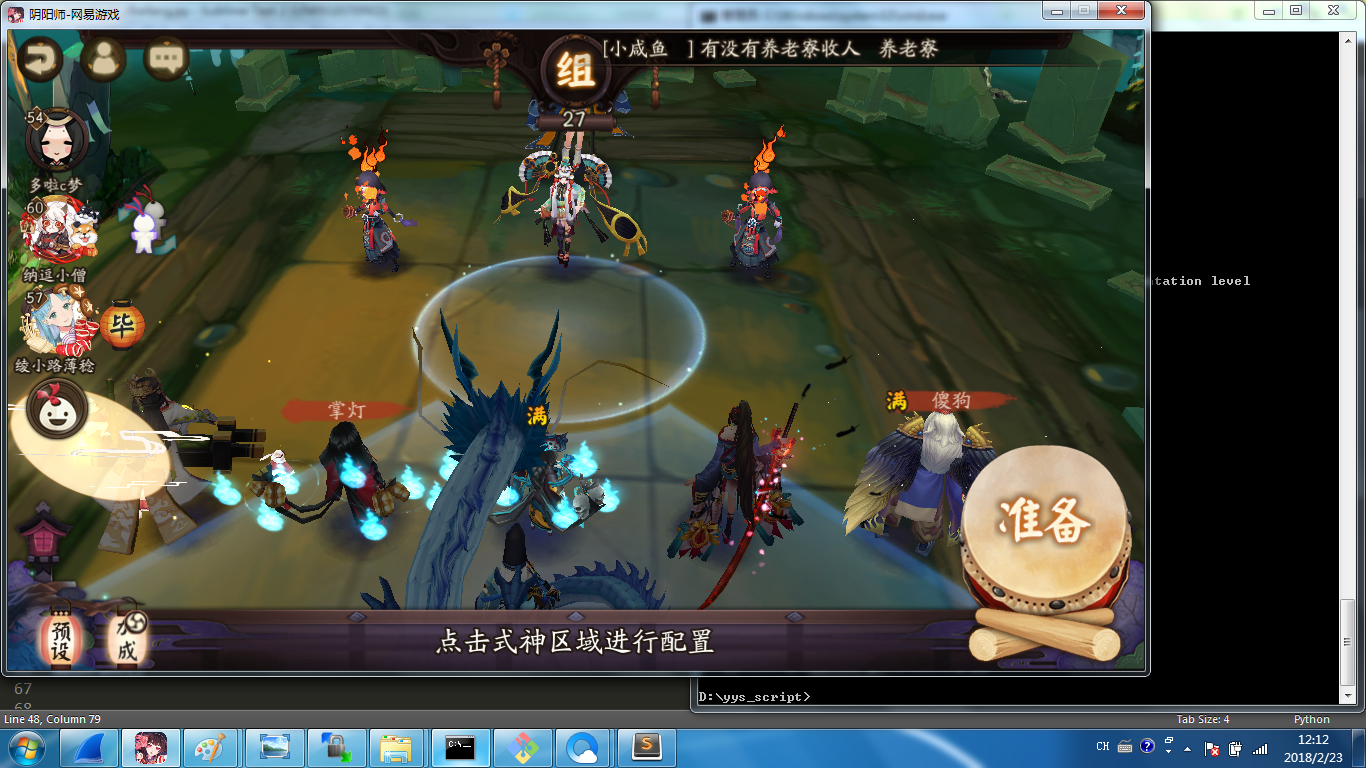 阴阳师-网易游戏
[小咸鱼 ]有没有养老寮收人 养老寮
组
27
54
多啦c梦
60
纳逗小僧
57
毕
绫小路薄稔
掌灯
满
满
傻狗
准备
预设
点击式神区域进行配置
tation level
67
68
D:\yys_script>
Line 48, Column 79
Tab Size: 4
Python
CH
12:12
2018/2/23